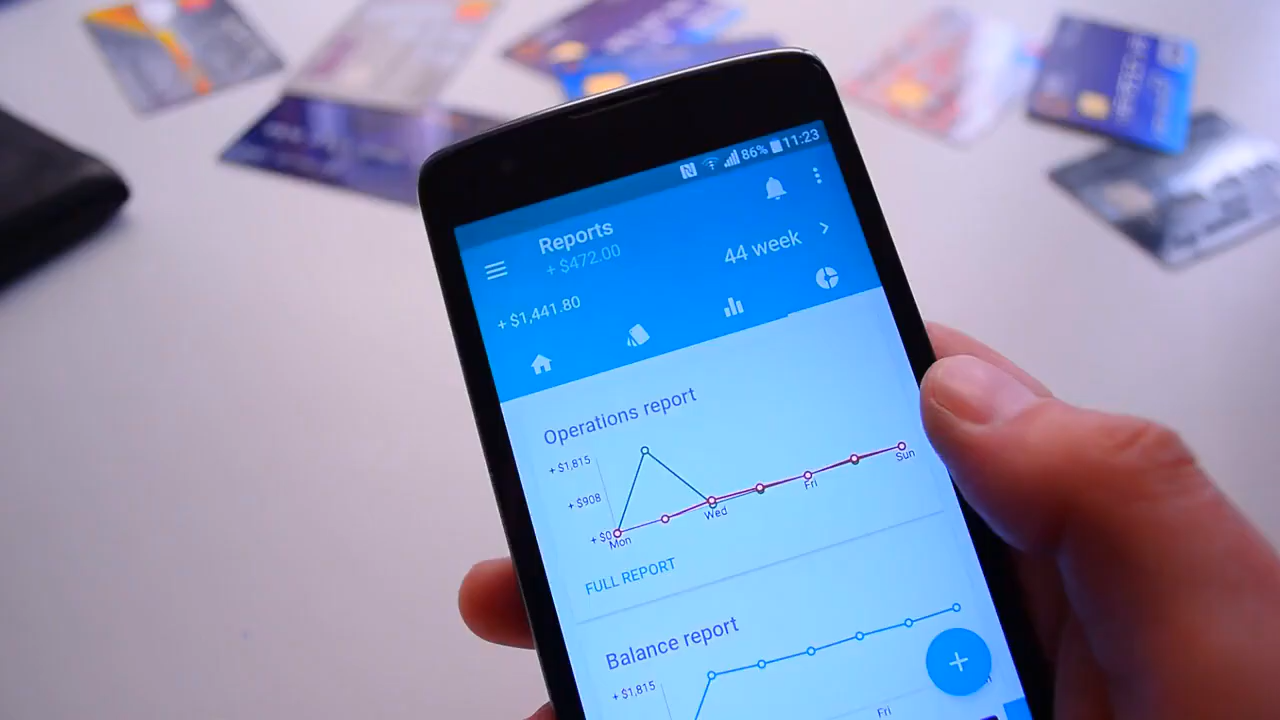 86% 11:23
Reports
+ $472.00
44 week
+ $1,441.80
Operations report
+ $1,815
+ $908
+ $0
Mon Wed Fri Sun
FULL REPORT
Balance report
+ $1,815
Fri